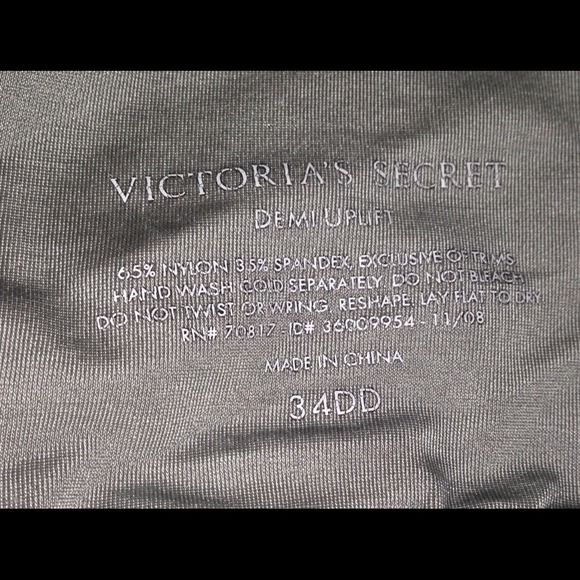 VICTORIA'S SECRET
DEMI UPLIFT
65% NYLON 35% SPANDEX, EXCLUSIVE OF TRIMS
HAND WASH COLD SEPARATELY. DO NOT BLEACH
DO NOT TWIST OR WRING. RESHAPE. LAY FLAT TO DRY
RN# 70817 - ID# 36009954 - 11/08
MADE IN CHINA
34DD